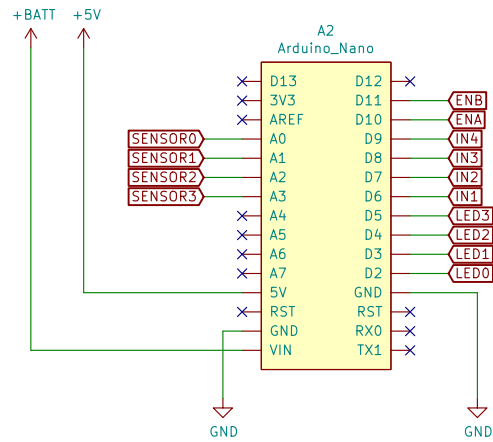 +BATT +5V
A2
Arduino_Nano
D13 D12
3V3 D11 ENB
AREF D10 ENA
SENSOR0 A0 D9 IN4
SENSOR1 A1 D8 IN3
SENSOR2 A2 D7 IN2
SENSOR3 A3 D6 IN1
A4 D5 LED3
A5 D4 LED2
A6 D3 LED1
A7 D2 LED0
5V GND
RST RST
GND RX0
VIN TX1
GND GND